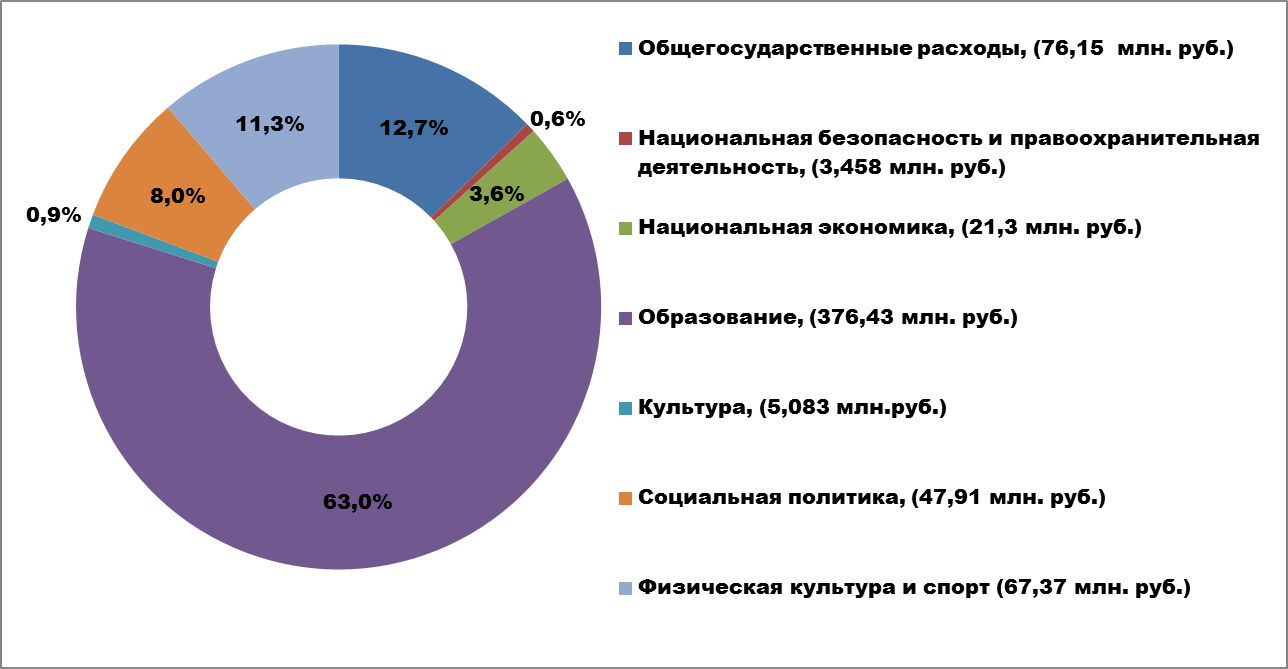 Общегосударственные расходы, (76,15  млн. руб.)
Национальная безопасность и правоохранительная
деятельность, (3,458 млн. руб.)
Национальная экономика, (21,3 млн. руб.)
Образование, (376,43 млн. руб.)
Культура, (5,083 млн.руб.)
Социальная политика, (47,91 млн. руб.)
Физическая культура и спорт (67,37 млн. руб.)
12,7%
0,6%
3,6%
63,0%
0,9%
8,0%
11,3%